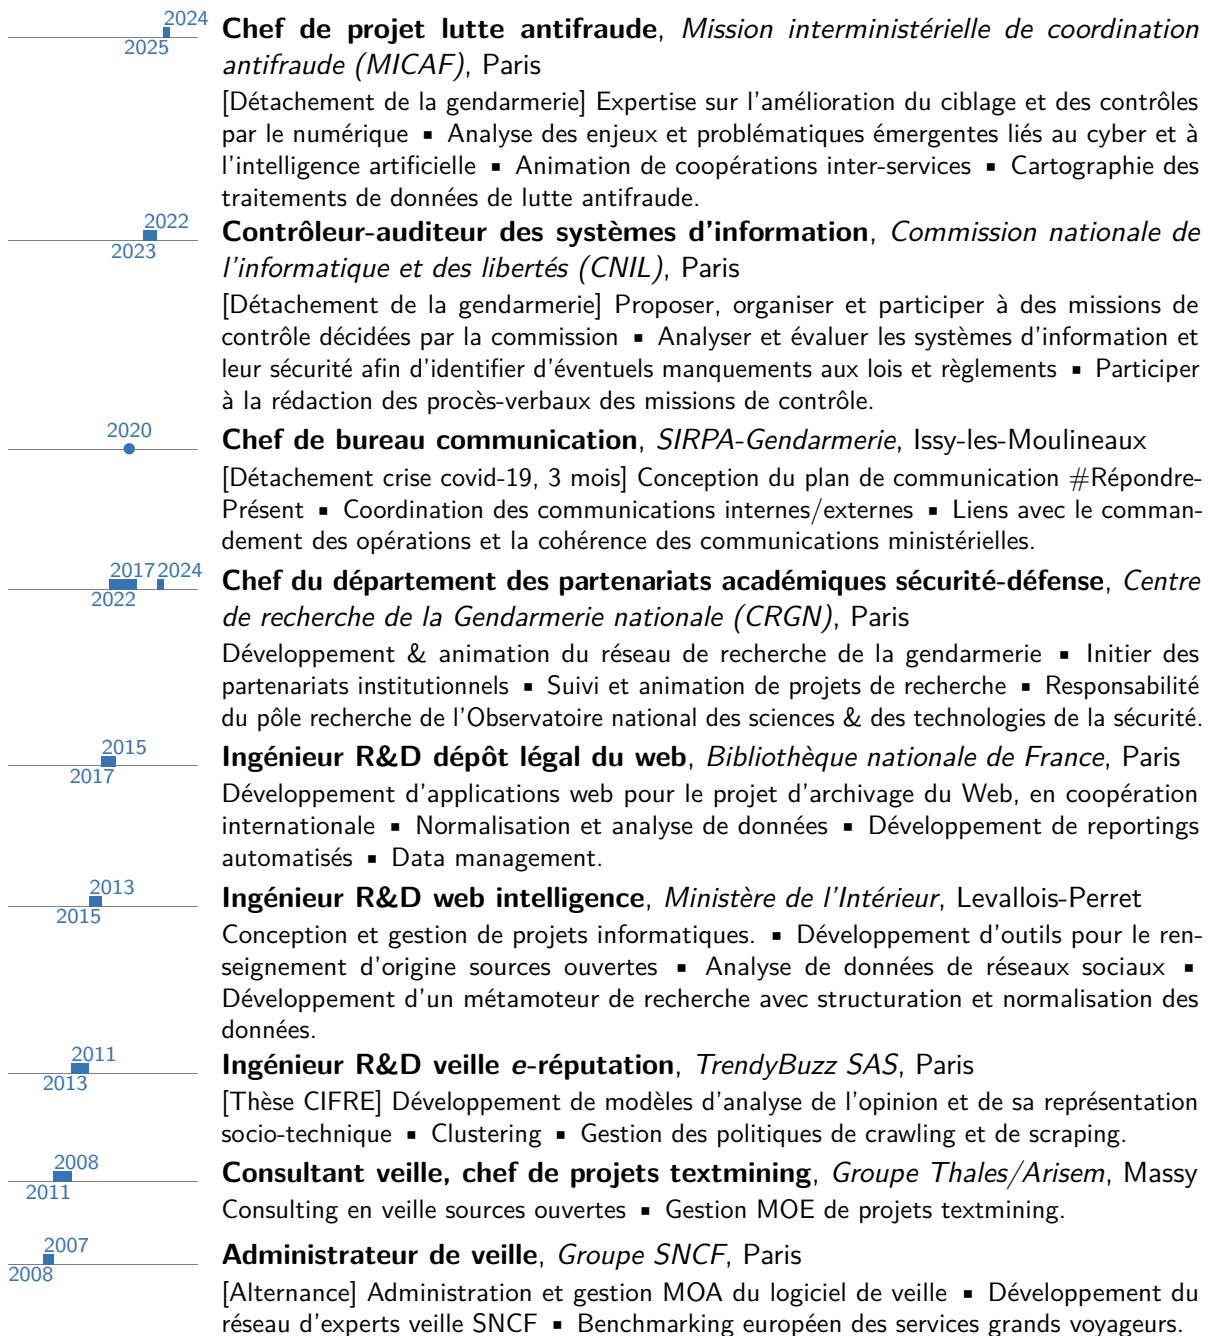 2024
2025
Chef de projet lutte antifraude, Mission interministérielle de coordination
antifraude (MICAF), Paris
[Détachement de la gendarmerie] Expertise sur l'amélioration du ciblage et des contrôles
par le numérique ▪ Analyse des enjeux et problématiques émergentes liés au cyber et à
l'intelligence artificielle ▪ Animation de coopérations inter-services ▪ Cartographie des
traitements de données de lutte antifraude.
2022
2023
Contrôleur-auditeur des systèmes d'information, Commission nationale de
l'informatique et des libertés (CNIL), Paris
[Détachement de la gendarmerie] Proposer, organiser et participer à des missions de
contrôle décidées par la commission ▪ Analyser et évaluer les systèmes d'information et
leur sécurité afin d'identifier d'éventuels manquements aux lois et règlements ▪ Participer
à la rédaction des procès-verbaux des missions de contrôle.
2020
Chef de bureau communication, SIRPA-Gendarmerie, Issy-les-Moulineaux
[Détachement crise covid-19, 3 mois] Conception du plan de communication #Répondre-
Présent ▪ Coordination des communications internes/externes ▪ Liens avec le comman-
dement des opérations et la cohérence des communications ministérielles.
2017 2024
2022
Chef du département des partenariats académiques sécurité-défense, Centre
de recherche de la Gendarmerie nationale (CRGN), Paris
Développement & animation du réseau de recherche de la gendarmerie ▪ Initier des
partenariats institutionnels ▪ Suivi et animation de projets de recherche ▪ Responsabilité
du pôle recherche de l'Observatoire national des sciences & des technologies de la sécurité.
2015
2017
Ingénieur R&D dépôt légal du web, Bibliothèque nationale de France, Paris
Développement d'applications web pour le projet d'archivage du Web, en coopération
internationale ▪ Normalisation et analyse de données ▪ Développement de reportings
automatisés ▪ Data management.
2013
2015
Ingénieur R&D web intelligence, Ministère de l'Intérieur, Levallois-Perret
Conception et gestion de projets informatiques. ▪ Développement d'outils pour le ren-
seignement d'origine sources ouvertes ▪ Analyse de données de réseaux sociaux ▪
Développement d'un métamoteur de recherche avec structuration et normalisation des
données.
2011
2013
Ingénieur R&D veille e-réputation, TrendyBuzz SAS, Paris
[Thèse CIFRE] Développement de modèles d'analyse de l'opinion et de sa représentation
socio-technique ▪ Clustering ▪ Gestion des politiques de crawling et de scraping.
2008
2011
Consultant veille, chef de projets textmining, Groupe Thales/Arisem, Massy
Consulting en veille sources ouvertes ▪ Gestion MOE de projets textmining.
2007
2008
Administrateur de veille, Groupe SNCF, Paris
[Alternance] Administration et gestion MOA du logiciel de veille ▪ Développement du
réseau d'experts veille SNCF ▪ Benchmarking européen des services grands voyageurs.